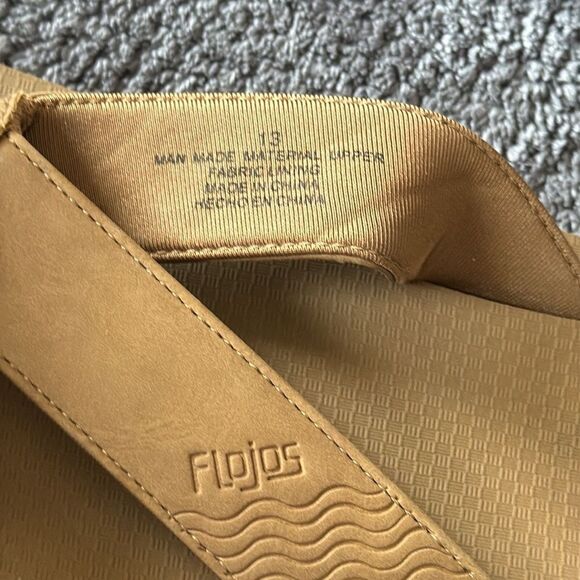 13
MAN MADE MATERIAL UPPER
FABRIC LINING
MADE IN CHINA
HECHO EN CHINA
FLojos